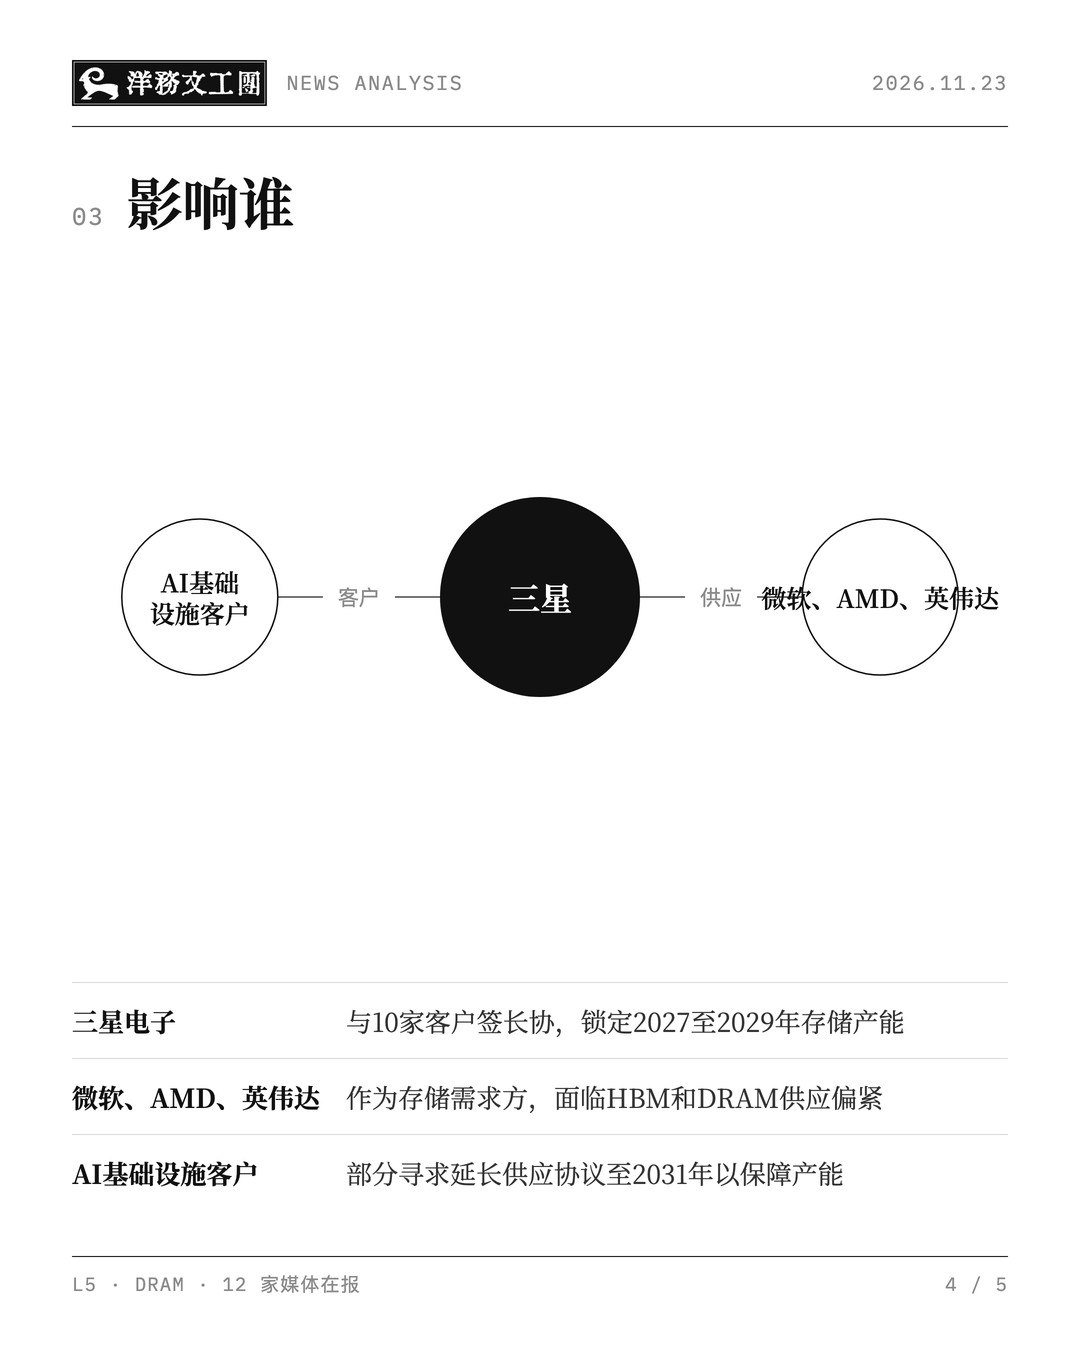 洋務文工團 NEWS ANALYSIS 2026.11.23
03 影响谁
AI基础
设施客户
客户
三星
供应
微软、AMD、英伟达
三星电子 与10家客户签长协，锁定2027至2029年存储产能
微软、AMD、英伟达 作为存储需求方，面临HBM和DRAM供应偏紧
AI基础设施客户 部分寻求延长供应协议至2031年以保障产能
L5 · DRAM · 12 家媒体在报 4 / 5